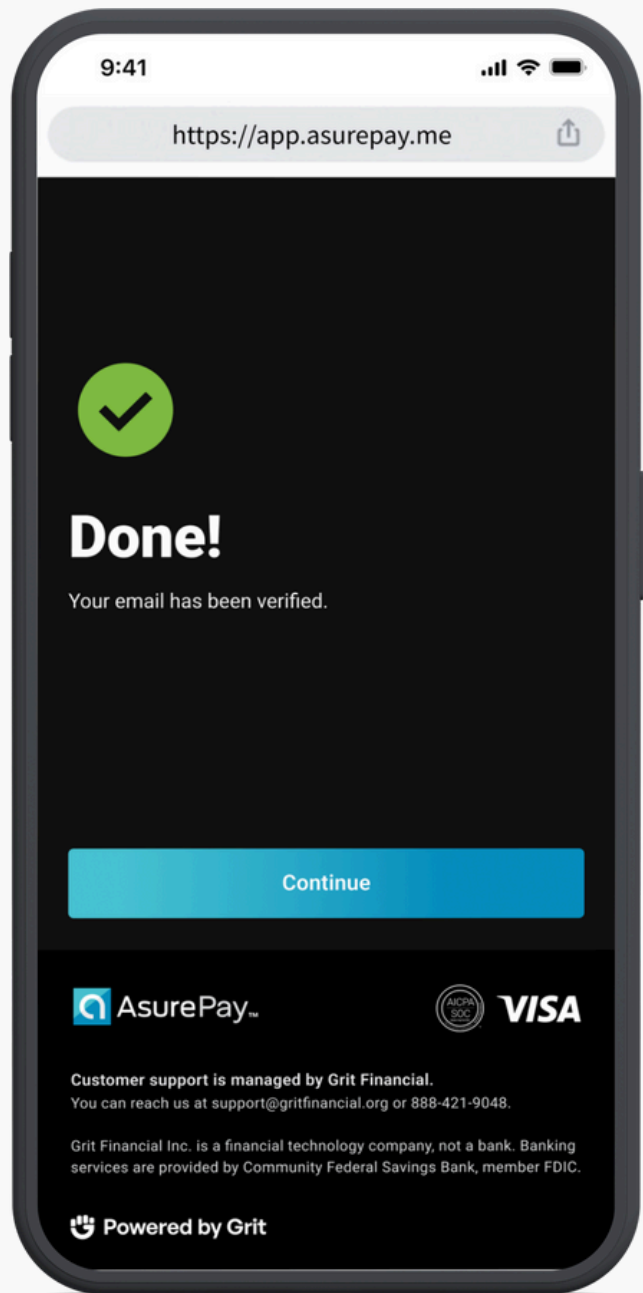 9:41
https://app.asurepay.me
Done!
Your email has been verified.
Continue
AsurePay™
AICPA
SOC
VISA
Customer support is managed by Grit Financial.
You can reach us at support@gritfinancial.org or 888-421-9048.
Grit Financial Inc. is a financial technology company, not a bank. Banking
services are provided by Community Federal Savings Bank, member FDIC.
Powered by Grit